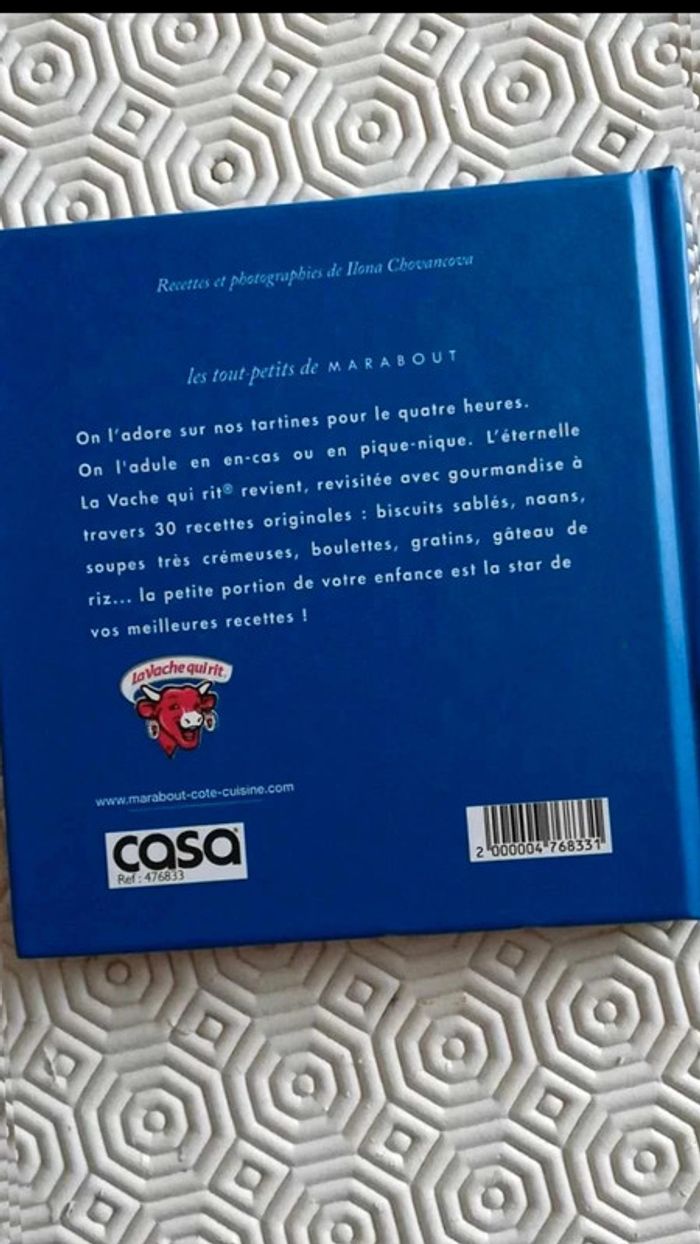 Recettes et photographies de Ilona Chovancova
les tout-petits de MARABOUT
On l'adore sur nos tartines pour le quatre heures.
On l'adule en en-cas ou en pique-nique. L'éternelle
La Vache qui rit® revient, revisitée avec gourmandise à
travers 30 recettes originales : biscuits sablés, naans,
soupes très crémeuses, boulettes, gratins, gâteau de
riz... la petite portion de votre enfance est la star de
vos meilleures recettes !
La Vache qui rit.
www.marabout-cote-cuisine.com
casa
Ref : 476833
2 000004 768331